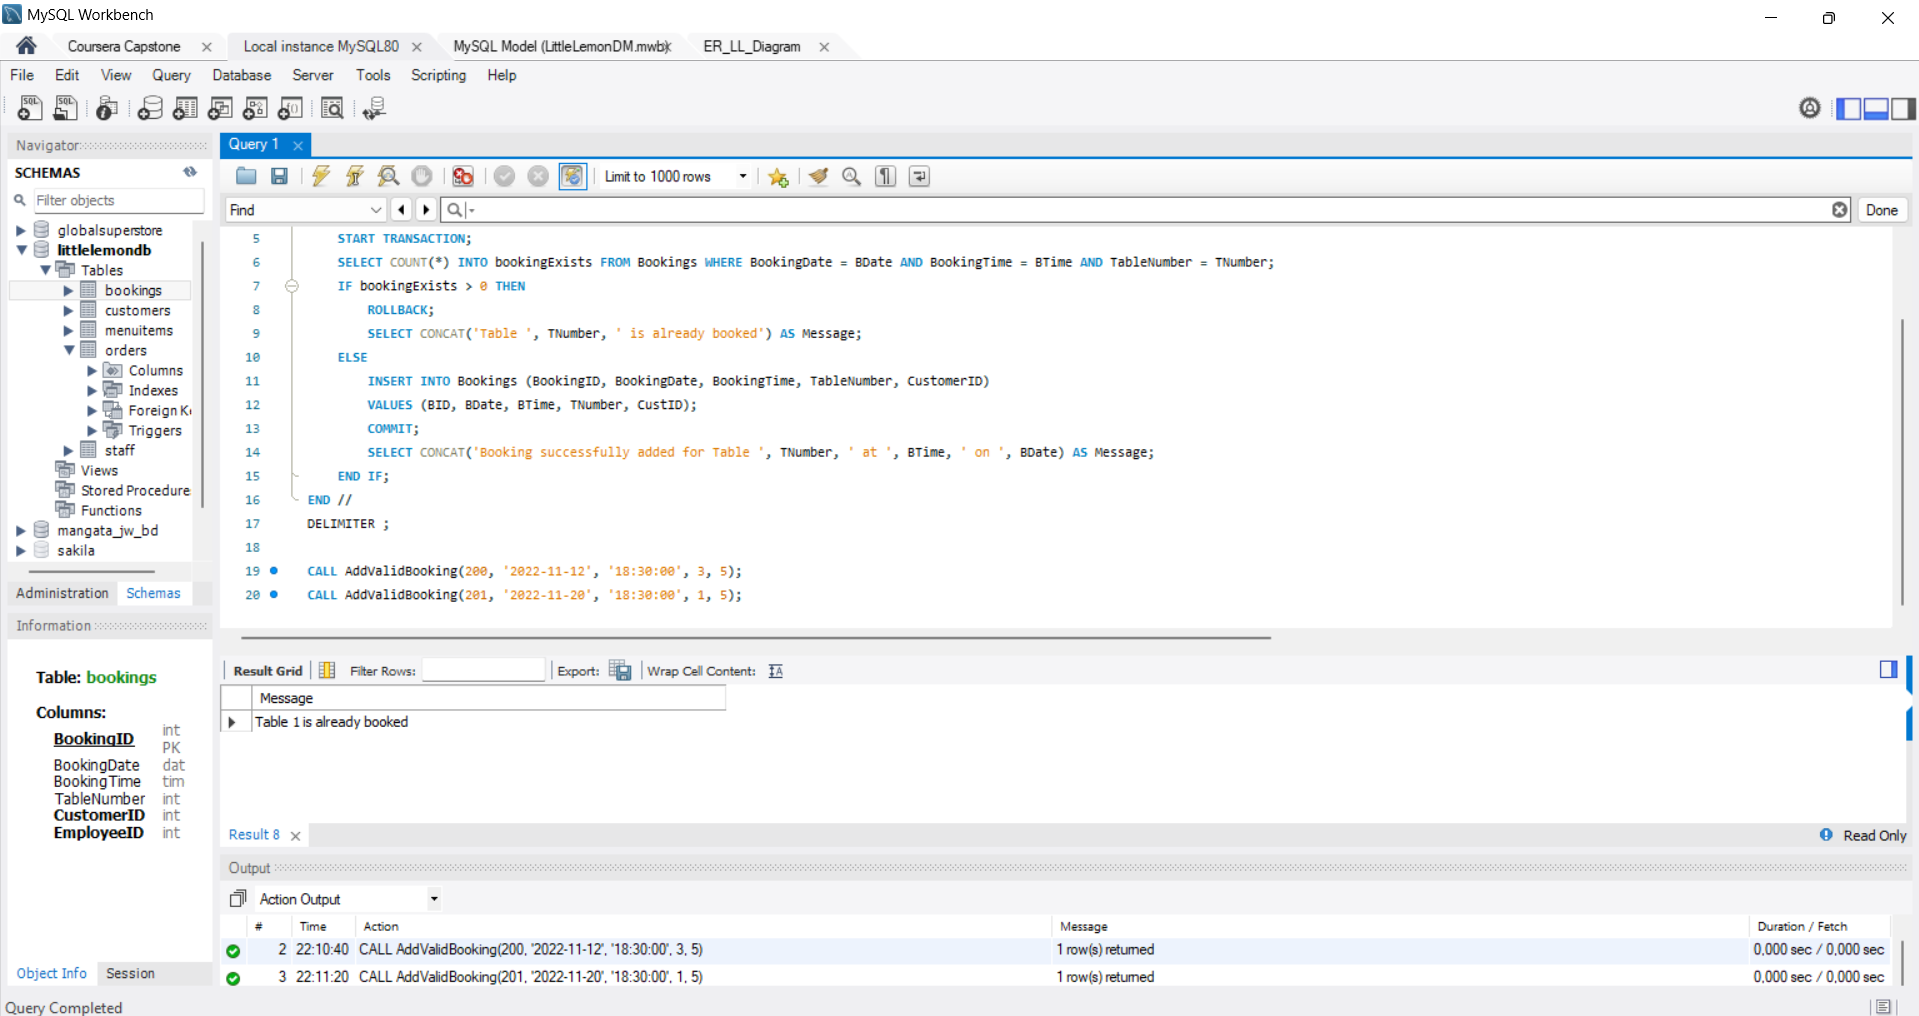 MySQL Workbench
Coursera Capstone
Local instance MySQL80
MySQL Model (LittleLemonDM.mwb)
ER_LL_Diagram
File Edit View Query Database Server Tools Scripting Help
Navigator
Query 1
SCHEMAS
Limit to 1000 rows
Filter objects
Find
Done
globalsuperstore
littlelemondb
Tables
bookings
customers
menuitems
orders
Columns
Indexes
Foreign K
Triggers
staff
Views
Stored Procedure
Functions
mangata_jw_bd
sakila
5 START TRANSACTION;
6 SELECT COUNT(*) INTO bookingExists FROM Bookings WHERE BookingDate = BDate AND BookingTime = BTime AND TableNumber = TNumber;
7 IF bookingExists > 0 THEN
8 ROLLBACK;
9 SELECT CONCAT('Table ', TNumber, ' is already booked') AS Message;
10 ELSE
11 INSERT INTO Bookings (BookingID, BookingDate, BookingTime, TableNumber, CustomerID)
12 VALUES (BID, BDate, BTime, TNumber, CustID);
13 COMMIT;
14 SELECT CONCAT('Booking successfully added for Table ', TNumber, ' at ', BTime, ' on ', BDate) AS Message;
15 END IF;
16 END //
17 DELIMITER ;
18
19 CALL AddValidBooking(200, '2022-11-12', '18:30:00', 3, 5);
20 CALL AddValidBooking(201, '2022-11-20', '18:30:00', 1, 5);
Administration Schemas
Information
Table: bookings
Columns:
BookingID int PK
BookingDate dat
BookingTime tim
TableNumber int
CustomerID int
EmployeeID int
Object Info Session
Result Grid Filter Rows: Export: Wrap Cell Content:
Message
Table 1 is already booked
Result 8
Read Only
Output
Action Output
# Time Action Message Duration / Fetch
2 22:10:40 CALL AddValidBooking(200, '2022-11-12', '18:30:00', 3, 5) 1 row(s) returned 0,000 sec / 0,000 sec
3 22:11:20 CALL AddValidBooking(201, '2022-11-20', '18:30:00', 1, 5) 1 row(s) returned 0,000 sec / 0,000 sec
Query Completed